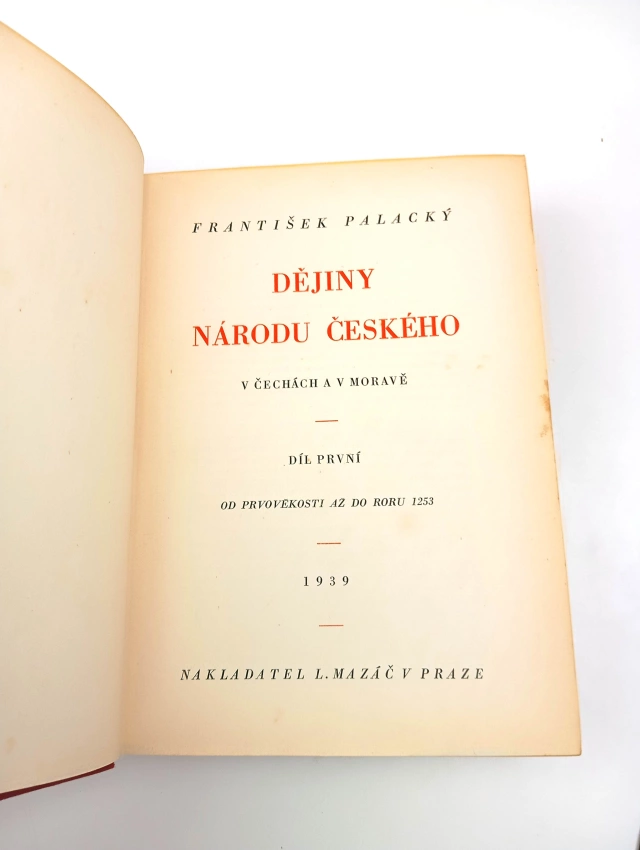 FRANTIŠEK PALACKÝ
DĚJINY
NÁRODU ČESKÉHO
V ČECHÁCH A V MORAVĚ
DÍL PRVNÍ
OD PRVOVĚKOSTI AŽ DO ROKU 1253
1939
NAKLADATEL L. MAZÁČ V PRAZE